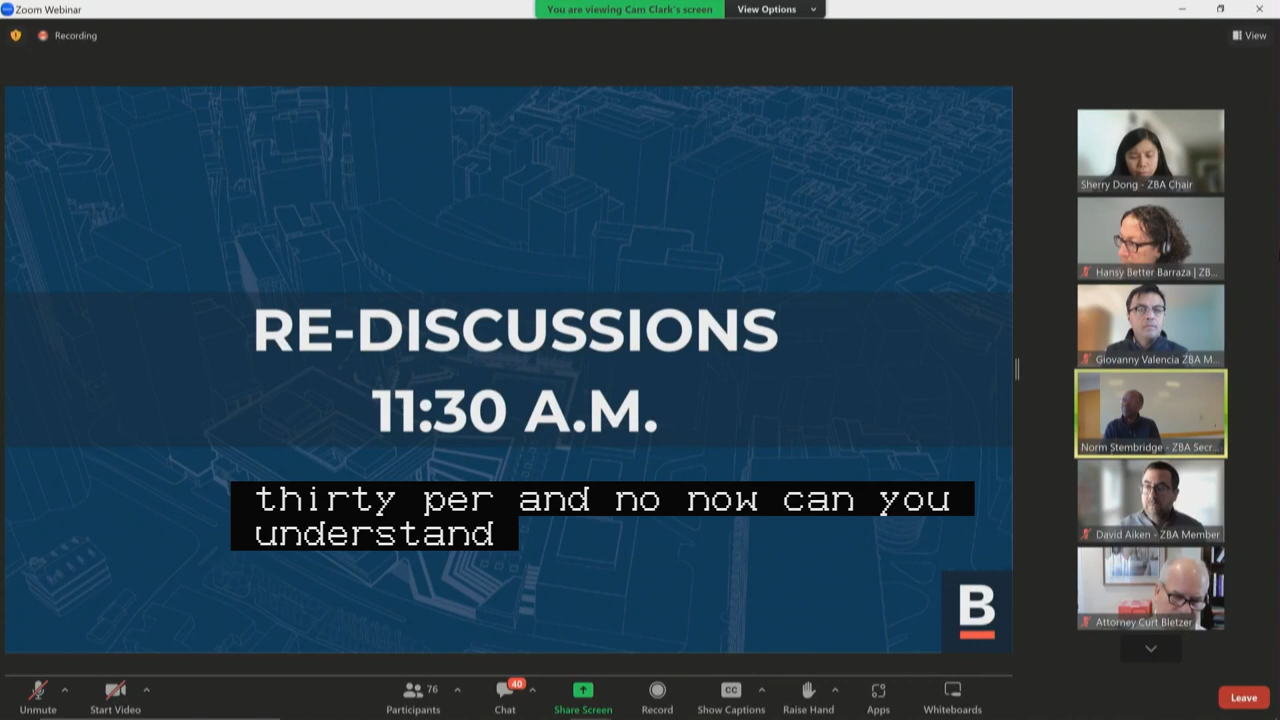 Zoom Webinar
You are viewing Cam Clark's screen
View Options
Recording
View
RE-DISCUSSIONS
11:30 A.M.
thirty per and no now can you
understand
B
Sherry Dong - ZBA Chair
Hansy Better Barraza | ZB...
Giovanny Valencia ZBA M...
Norm Stembridge - ZBA Secr...
David Aiken - ZBA Member
Attorney Curt Bletzer
Unmute
Start Video
76
Participants
40
Chat
Share Screen
Record
CC
Show Captions
Raise Hand
Apps
Whiteboards
Leave